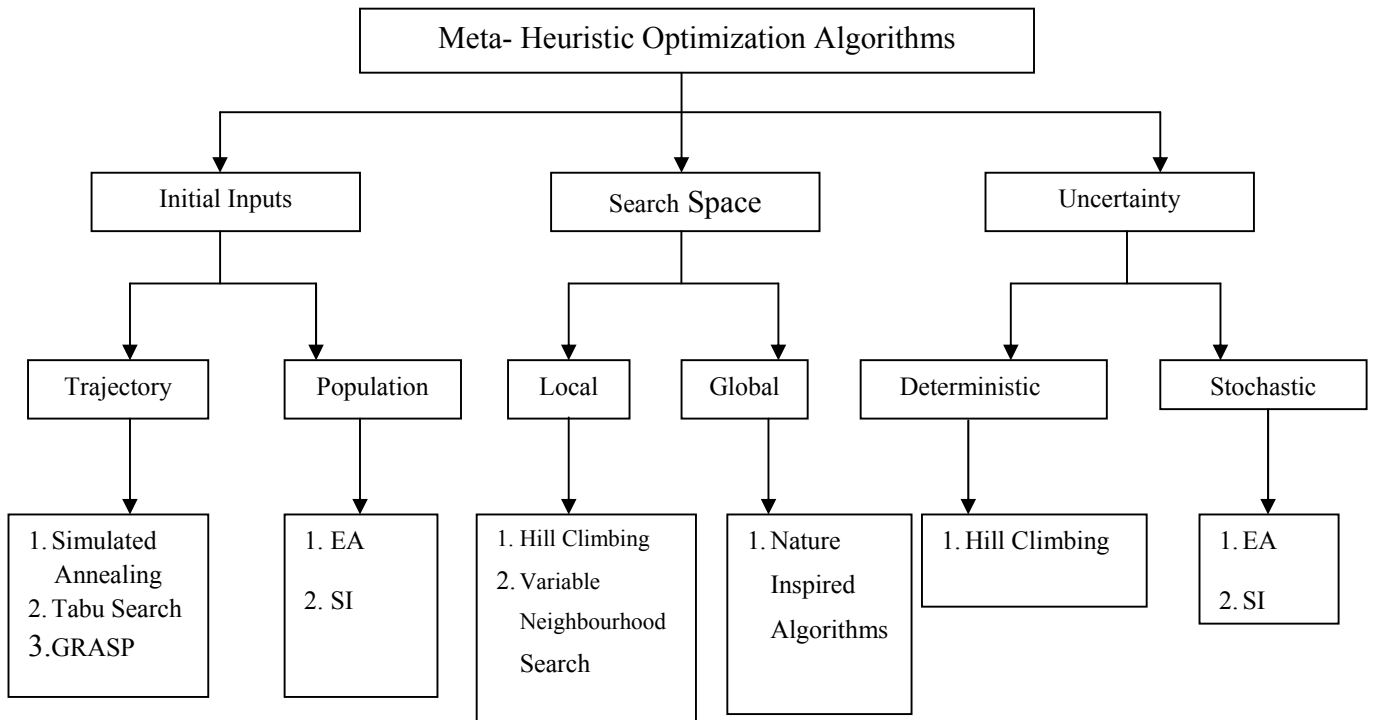 Meta- Heuristic Optimization Algorithms
Initial Inputs
Search Space
Uncertainty
Trajectory
Population
Local
Global
Deterministic
Stochastic
1. Simulated
Annealing
2. Tabu Search
3.GRASP
1. EA
2. SI
1. Hill Climbing
2. Variable
Neighbourhood
Search
1. Nature
Inspired
Algorithms
1. Hill Climbing
1. EA
2. SI